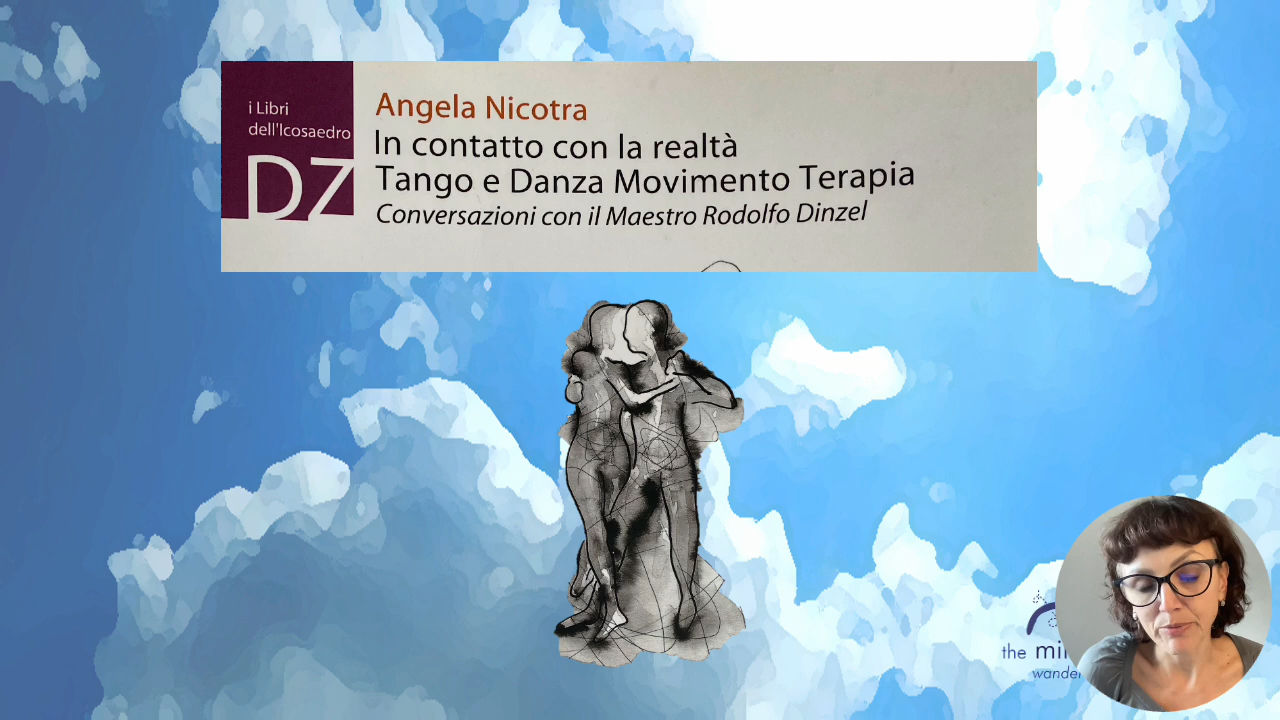 i Libri
dell'Icosaedro
DZ
Angela Nicotra
In contatto con la realtà
Tango e Danza Movimento Terapia
Conversazioni con il Maestro Rodolfo Dinzel
the